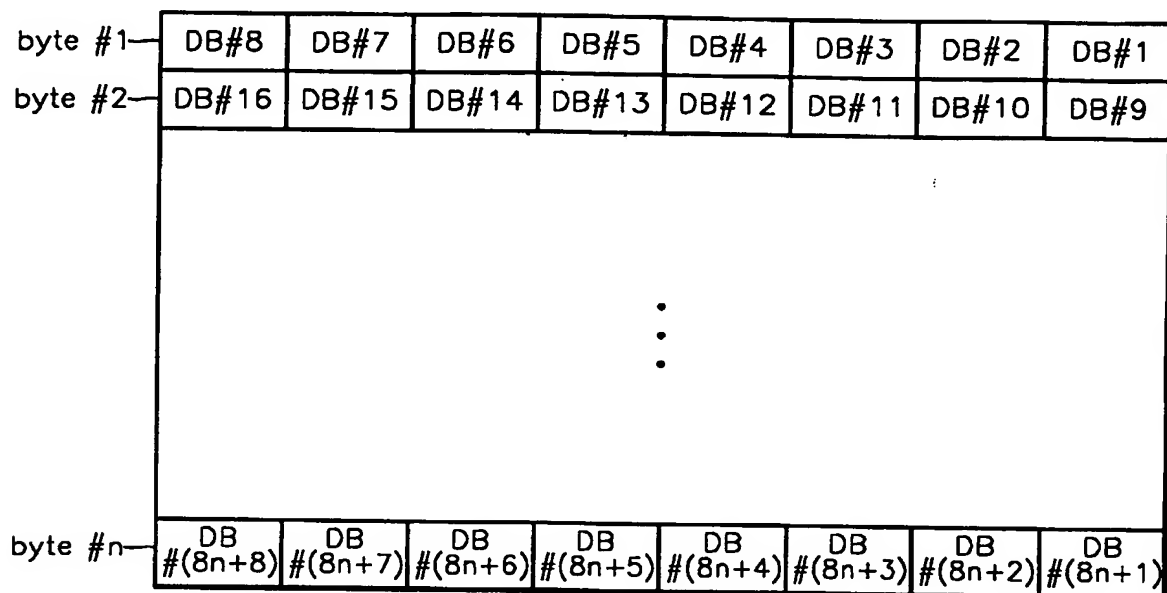 byte #1 DB#8 DB#7 DB#6 DB#5 DB#4 DB#3 DB#2 DB#1
byte #2 DB#16 DB#15 DB#14 DB#13 DB#12 DB#11 DB#10 DB#9
byte #n DB #(8n+8) DB #(8n+7) DB #(8n+6) DB #(8n+5) DB #(8n+4) DB #(8n+3) DB #(8n+2) DB #(8n+1)